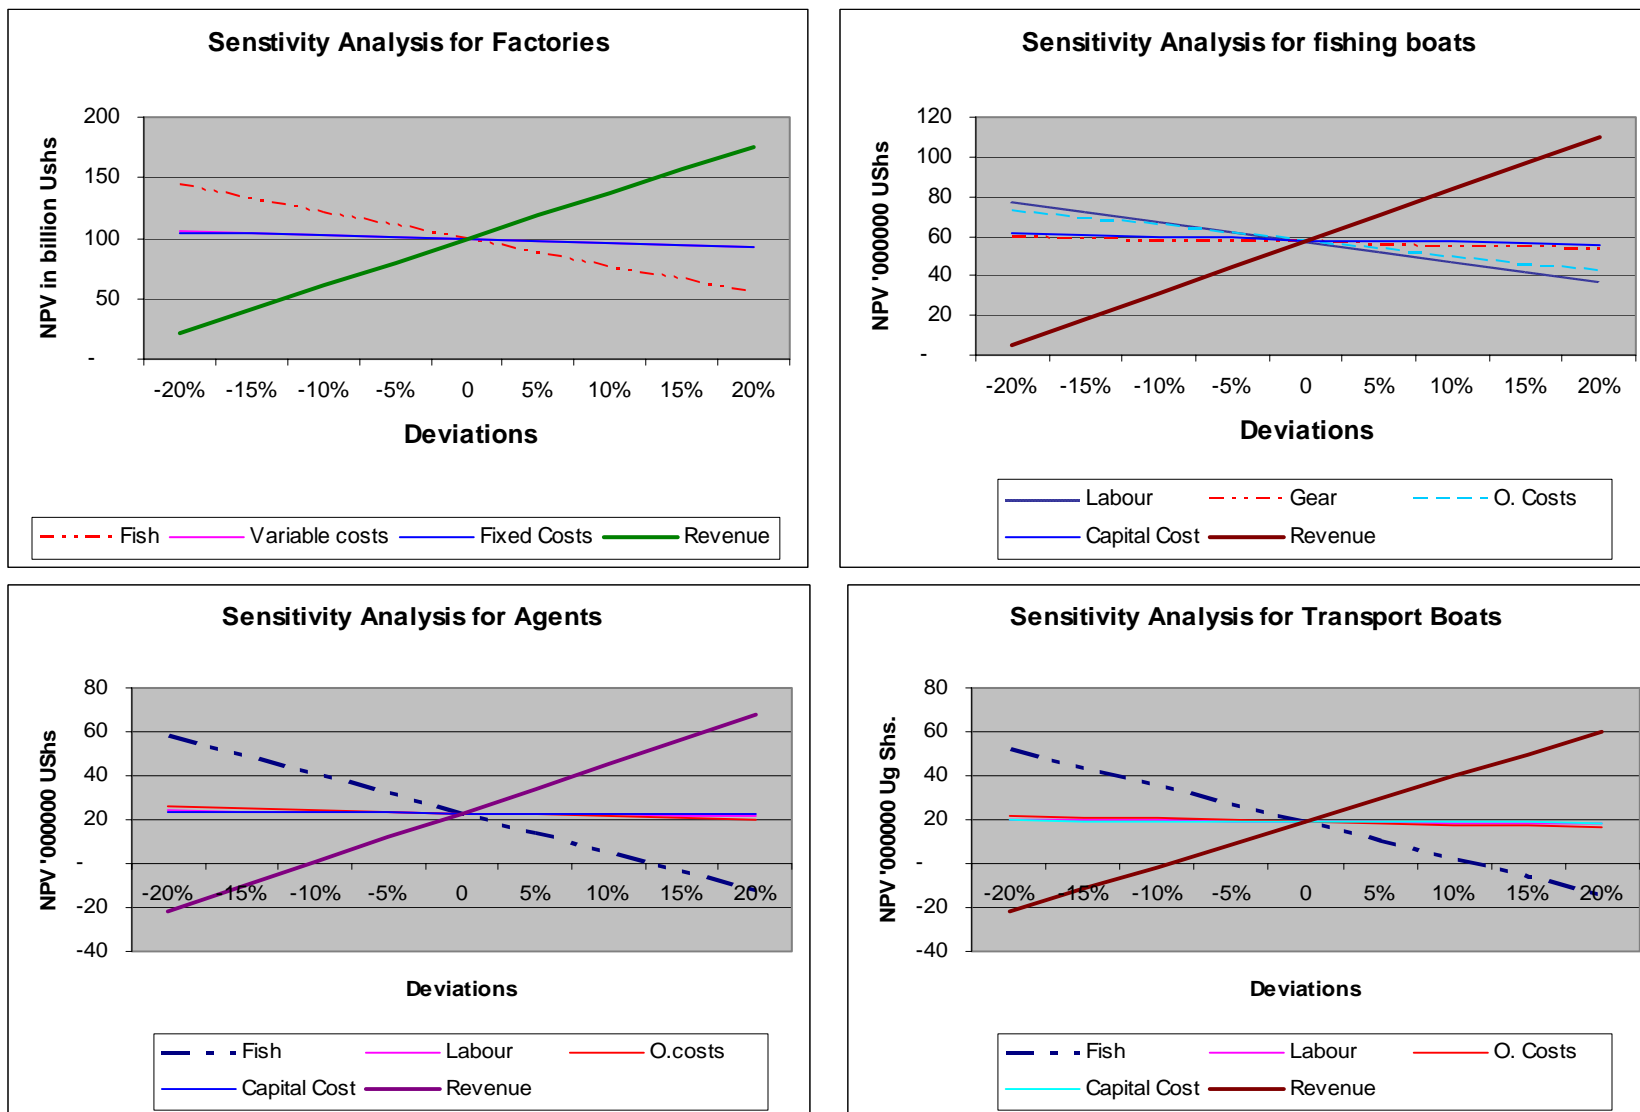 Senstivity Analysis for Factories
NPV in billion Ushs
200
150
100
50
-
-20% -15% -10% -5% 0 5% 10% 15% 20%
Deviations
Fish Variable costs Fixed Costs Revenue
Sensitivity Analysis for fishing boats
NPV '000000 UShs
120
100
80
60
40
20
-
-20% -15% -10% -5% 0 5% 10% 15% 20%
Deviations
Labour Gear O. Costs
Capital Cost Revenue
Sensitivity Analysis for Agents
NPV '000000 UShs
80
60
40
20
-
-20
-40
-20% -15% -10% -5% 0 5% 10% 15% 20%
Deviations
Fish Labour O.costs
Capital Cost Revenue
Sensitivity Analysis for Transport Boats
NPV '000000 Ug Shs.
80
60
40
20
-
-20
-40
-20% -15% -10% -5% 0 5% 10% 15% 20%
Deviations
Fish Labour O. Costs
Capital Cost Revenue